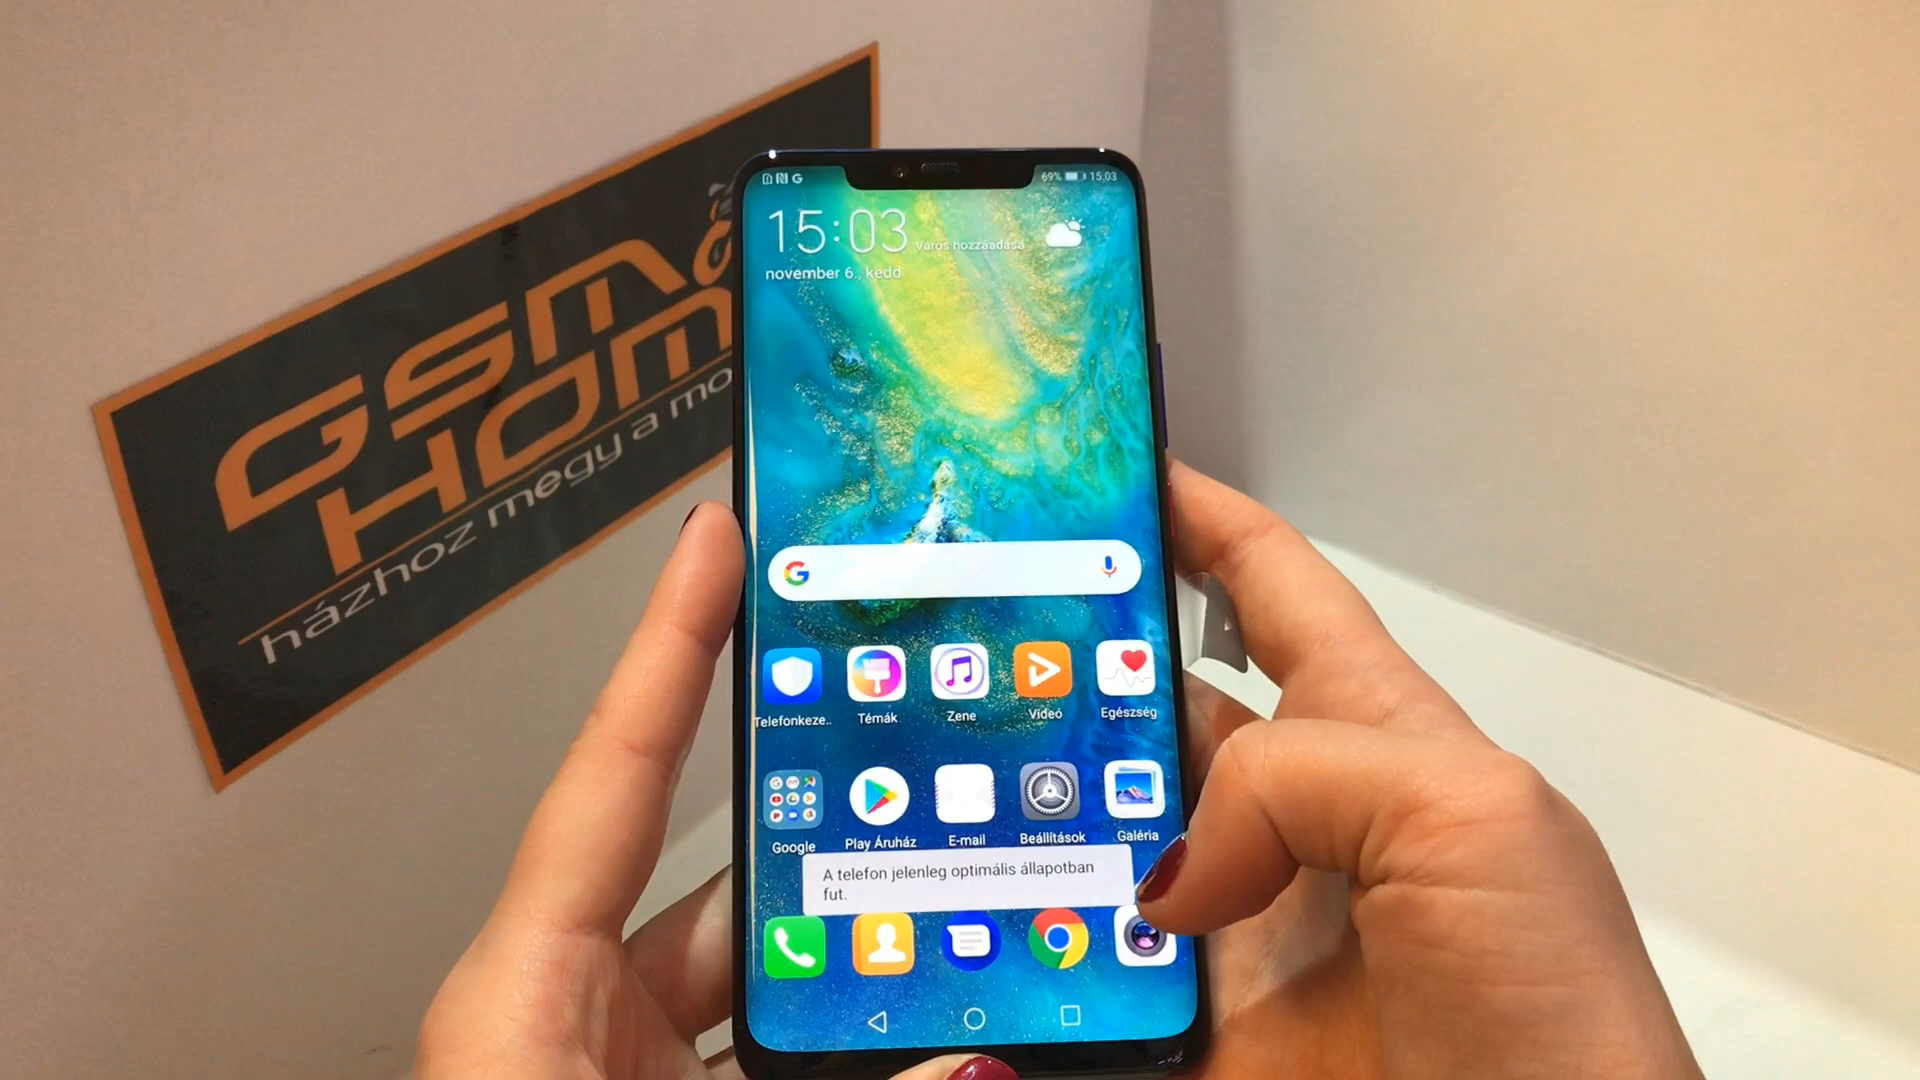 GSM
HOM
házhoz megy a mo
69% 15:03
15:03 Város hozzáadása
november 6., kedd
Telefonkeze.. Témák Zene Videó Egészség
Google Play Áruház E-mail Beállítások Galéria
A telefon jelenleg optimális állapotban
fut.